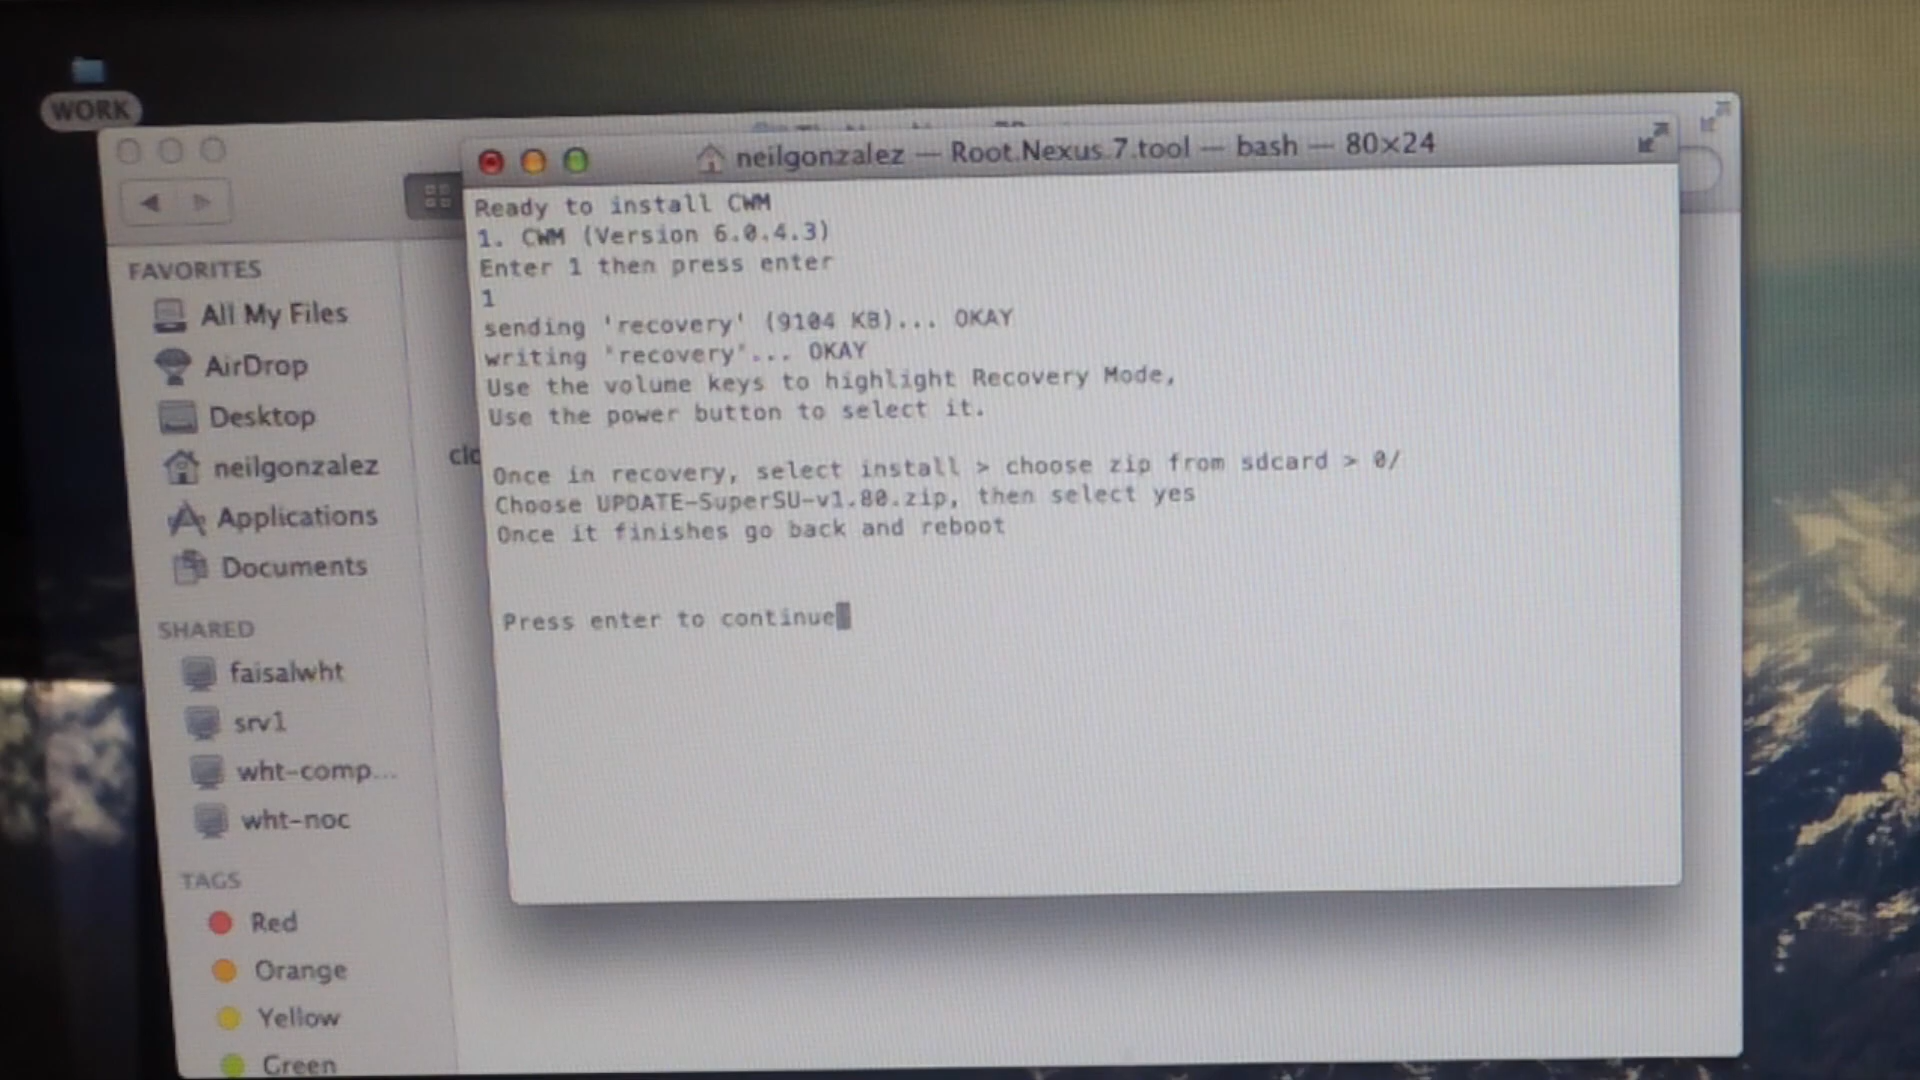 WORK
neilgonzalez — Root.Nexus.7.tool — bash — 80×24
Ready to install CWM
1. CWM (Version 6.0.4.3)
Enter 1 then press enter
1
sending 'recovery' (9104 KB)... OKAY
writing 'recovery'... OKAY
Use the volume keys to highlight Recovery Mode,
Use the power button to select it.
Once in recovery, select install > choose zip from sdcard > 0/
Choose UPDATE-SuperSU-v1.80.zip, then select yes
Once it finishes go back and reboot
Press enter to continue
FAVORITES
All My Files
AirDrop
Desktop
neilgonzalez
Applications
Documents
SHARED
faisalwht
srv1
wht-comp...
wht-noc
TAGS
Red
Orange
Yellow
Green